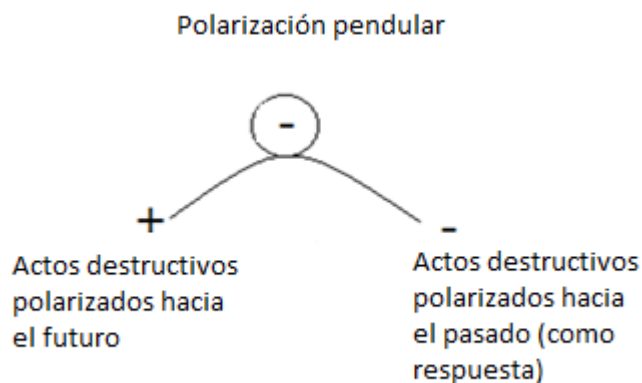 Polarización pendular
-
+
-
Actos destructivos
polarizados hacia
el futuro
Actos destructivos
polarizados hacia
el pasado (como
respuesta)